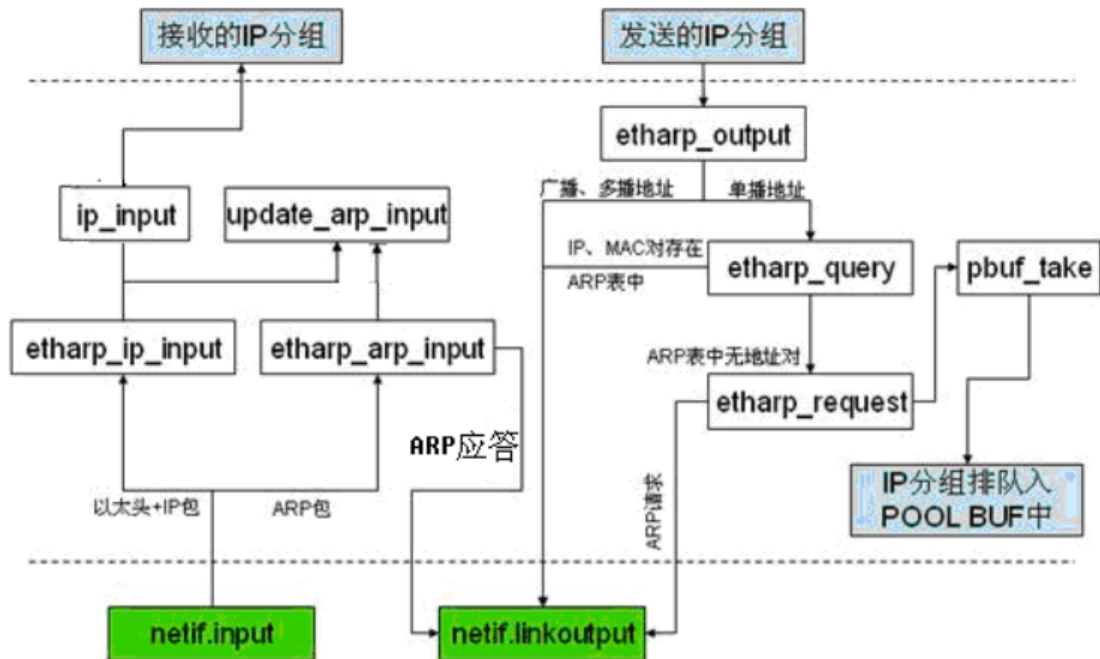 接收的IP分组
发送的IP分组
etharp_output
广播、多播地址
单播地址
ip_input
update_arp_input
IP、MAC对存在
ARP表中
etharp_query
pbuf_take
etharp_ip_input
etharp_arp_input
ARP表中无地址对
etharp_request
ARP应答
以太头+IP包
ARP包
ARP请求
IP分组排队入
POOL BUF中
netif.input
netif.linkoutput